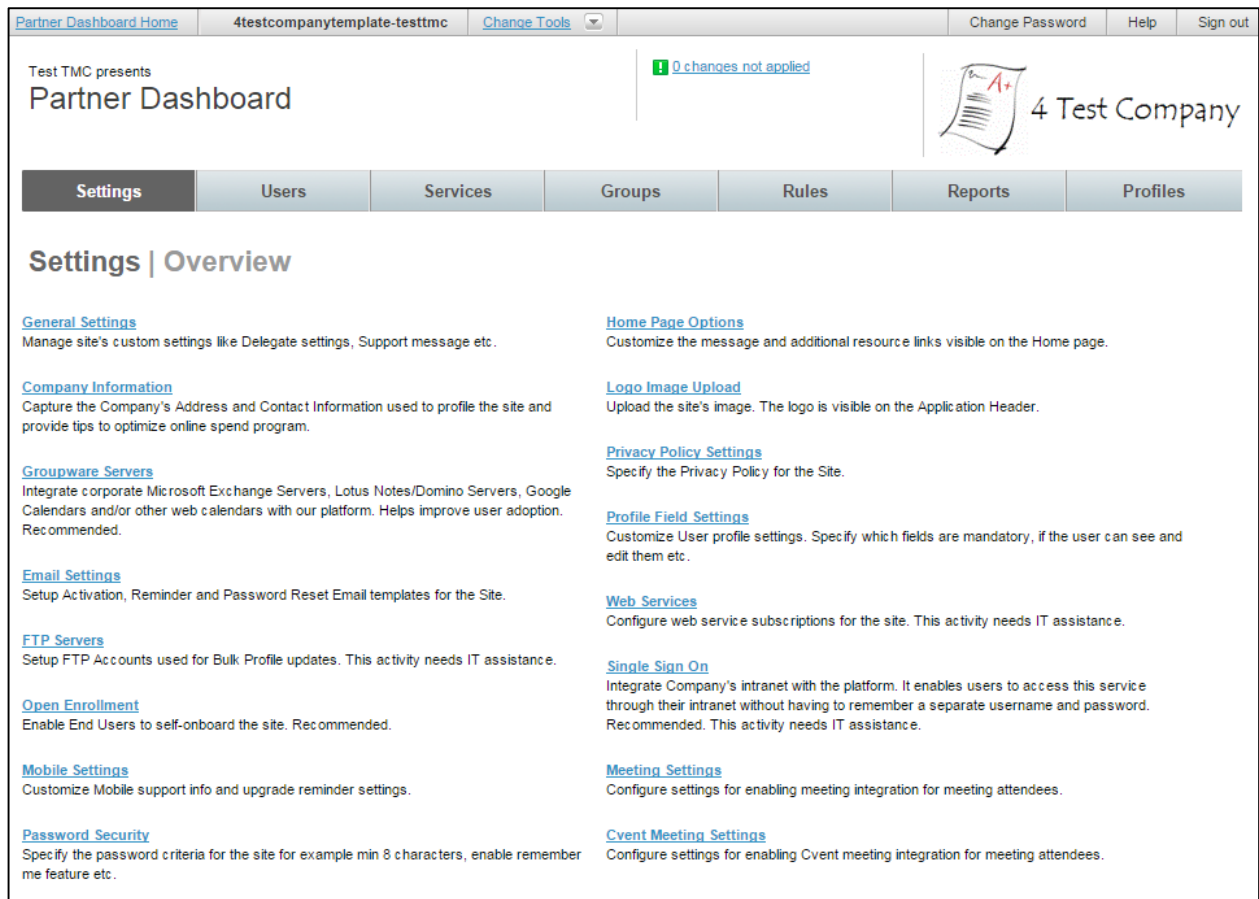 Partner Dashboard Home 4testcompanytemplate-testtmc Change Tools Change Password Help Sign out
Test TMC presents
Partner Dashboard
0 changes not applied
A+
4 Test Company
Settings Users Services Groups Rules Reports Profiles
Settings | Overview
General Settings
Manage site's custom settings like Delegate settings, Support message etc.
Company Information
Capture the Company's Address and Contact Information used to profile the site and
provide tips to optimize online spend program.
Groupware Servers
Integrate corporate Microsoft Exchange Servers, Lotus Notes/Domino Servers, Google
Calendars and/or other web calendars with our platform. Helps improve user adoption.
Recommended.
Email Settings
Setup Activation, Reminder and Password Reset Email templates for the Site.
FTP Servers
Setup FTP Accounts used for Bulk Profile updates. This activity needs IT assistance.
Open Enrollment
Enable End Users to self-onboard the site. Recommended.
Mobile Settings
Customize Mobile support info and upgrade reminder settings.
Password Security
Specify the password criteria for the site for example min 8 characters, enable remember
me feature etc.
Home Page Options
Customize the message and additional resource links visible on the Home page.
Logo Image Upload
Upload the site's image. The logo is visible on the Application Header.
Privacy Policy Settings
Specify the Privacy Policy for the Site.
Profile Field Settings
Customize User profile settings. Specify which fields are mandatory, if the user can see and
edit them etc.
Web Services
Configure web service subscriptions for the site. This activity needs IT assistance.
Single Sign On
Integrate Company's intranet with the platform. It enables users to access this service
through their intranet without having to remember a separate username and password.
Recommended. This activity needs IT assistance.
Meeting Settings
Configure settings for enabling meeting integration for meeting attendees.
Cvent Meeting Settings
Configure settings for enabling Cvent meeting integration for meeting attendees.